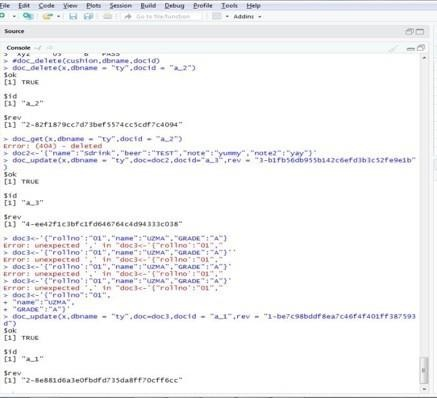 File Edit Code View Plots Session Build Debug Profile Tools Help
Go to file/function Addins
Source
Console ~/
3 xyz 05 B PASS
> #doc_delete(cushion,dbname,docid)
> doc_delete(x,dbname = "ty",docid = "a_2")
$ok
[1] TRUE
$id
[1] "a_2"
$rev
[1] "2-82f1879cc7d73bef5574cc5cdf7c4094"
> doc_get(x,dbname = "ty",docid = "a_2")
Error: (404) - deleted
> doc2<-'{"name":"Sdrink","beer":"TEST","note":"yummy","note2":"yay"}'
> doc_update(x,dbname = "ty",doc=doc2,docid="a_3",rev = "3-b1fb56db955b142c6efd3b3c52fe9e1b"
)
$ok
[1] TRUE
$id
[1] "a_3"
$rev
[1] "4-ee42f1c3bfc1fd646764c4d94333c038"
> doc3<-'{"rollno':"01","name":"UZMA","GRADE":"A"}
Error: unexpected ',' in "doc3<-'{"rollno':"01","
> doc3<-'{"rollno':"01","name":"UZMA","GRADE":"A"}''
Error: unexpected ',' in "doc3<-'{"rollno':"01","
> doc3<-'{"rollno':"01","name":"UZMA","GRADE":"A"}'
Error: unexpected ',' in "doc3<-'{"rollno':"01","
> doc3<-'{"rollno':"01","name":"UZMA","GRADE":"A"}'
Error: unexpected ',' in "doc3<-'{"rollno':"01","
> doc3<-'{"rollno":"01",
+ "name":"UZMA",
+ "GRADE":"A"}'
> doc_update(x,dbname = "ty",doc=doc3,docid = "a_1",rev = "1-be7c98bddf8ea7c46f4f401ff387593
d")
$ok
[1] TRUE
$id
[1] "a_1"
$rev
[1] "2-8e881d6a3e0fbdfd735da8ff70cff6cc"